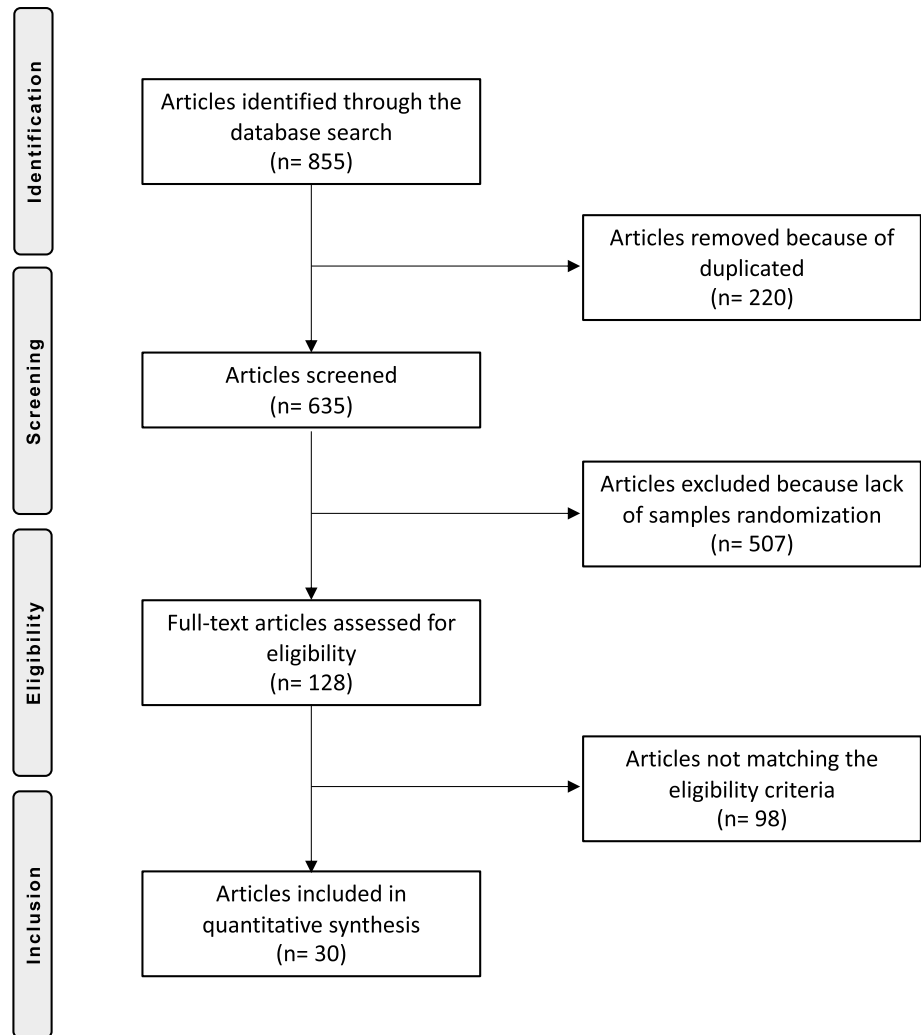 Identification
Articles identified through the
database search
(n= 855)
Articles removed because of
duplicated
(n= 220)
Screening
Articles screened
(n= 635)
Articles excluded because lack
of samples randomization
(n= 507)
Eligibility
Full-text articles assessed for
eligibility
(n= 128)
Articles not matching the
eligibility criteria
(n= 98)
Inclusion
Articles included in
quantitative synthesis
(n= 30)